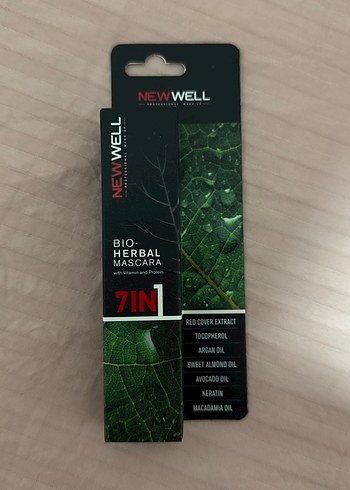 NEWWELL
PROFESSIONAL MAKE UP
NEWWELL
PROFESSIONAL MAKE UP
BIO-
HERBAL
MASCARA
with Vitamin and Protein
7IN1
RED COVER EXTRACT
TOCOPHEROL
ARGAN OIL
SWEET ALMOND OIL
AVOCADO OIL
KERATIN
MACADAMIA OIL